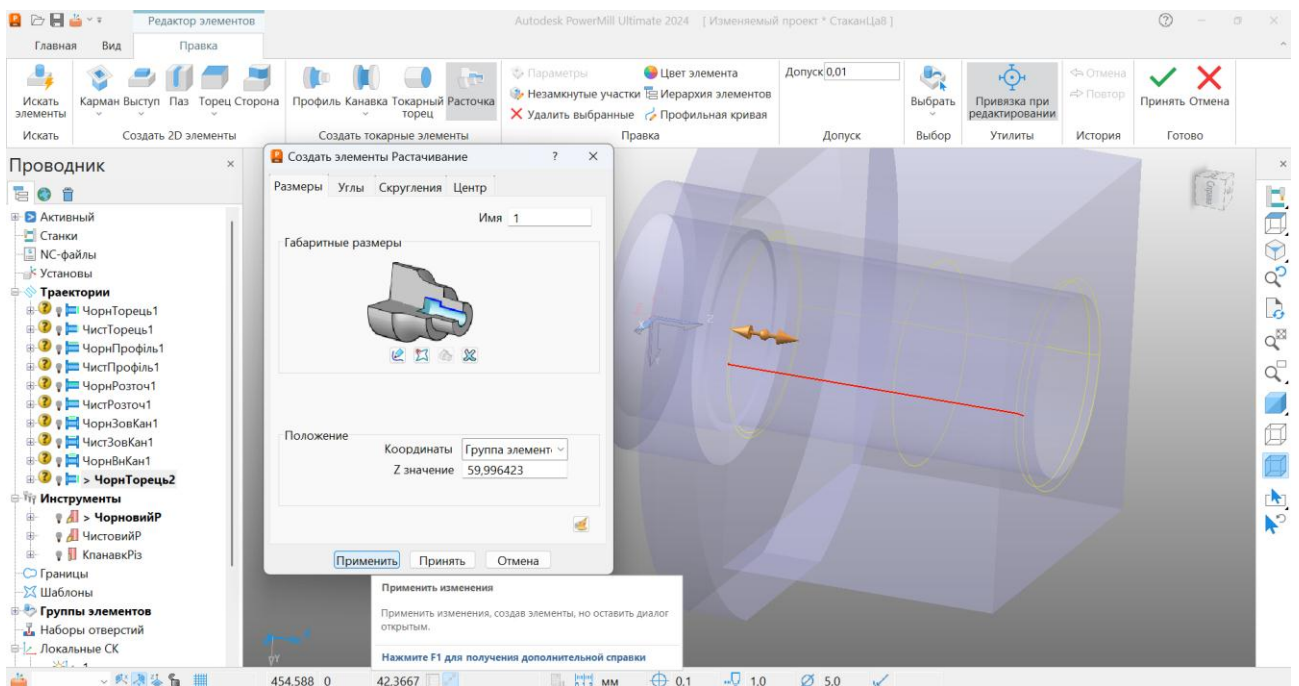 Редактор элементов
Autodesk PowerMill Ultimate 2024 [ Изменяемый проект * СтаканЦа8 ]
Главная Вид Правка
Искать элементы
Карман Выступ Паз Торец Сторона
Профиль Канавка Токарный торец Расточка
Параметры
Незамкнутые участки
Удалить выбранные
Цвет элемента
Иерархия элементов
Профильная кривая
Допуск 0,01
Выбрать
Привязка при редактировании
Отмена
Повтор
Принять Отмена
Искать Создать 2D элементы Создать токарные элементы Правка Допуск Выбор Утилиты История Готово
Проводник
Активный
Станки
NC-файлы
Установы
Траектории
ЧорнТорець1
ЧистТорець1
ЧорнПрофіль1
ЧистПрофіль1
ЧорнРозточ1
ЧистРозточ1
ЧорнЗовКан1
ЧистЗовКан1
ЧорнВнКан1
> ЧорнТорець2
Инструменты
> ЧорновийР
ЧистовийР
КпанавкРіз
Границы
Шаблоны
Группы элементов
Наборы отверстий
Локальные СК
Создать элементы Растачивание ? ×
Размеры Углы Скругления Центр
Имя 1
Габаритные размеры
Положение
Координаты Группа элемент
Z значение 59,996423
Применить Принять Отмена
Применить изменения
Применить изменения, создав элементы, но оставить диалог
открытым.
Нажмите F1 для получения дополнительной справки
Z
Y
454.588 0 42.3667 мм 0.1 1.0 5.0